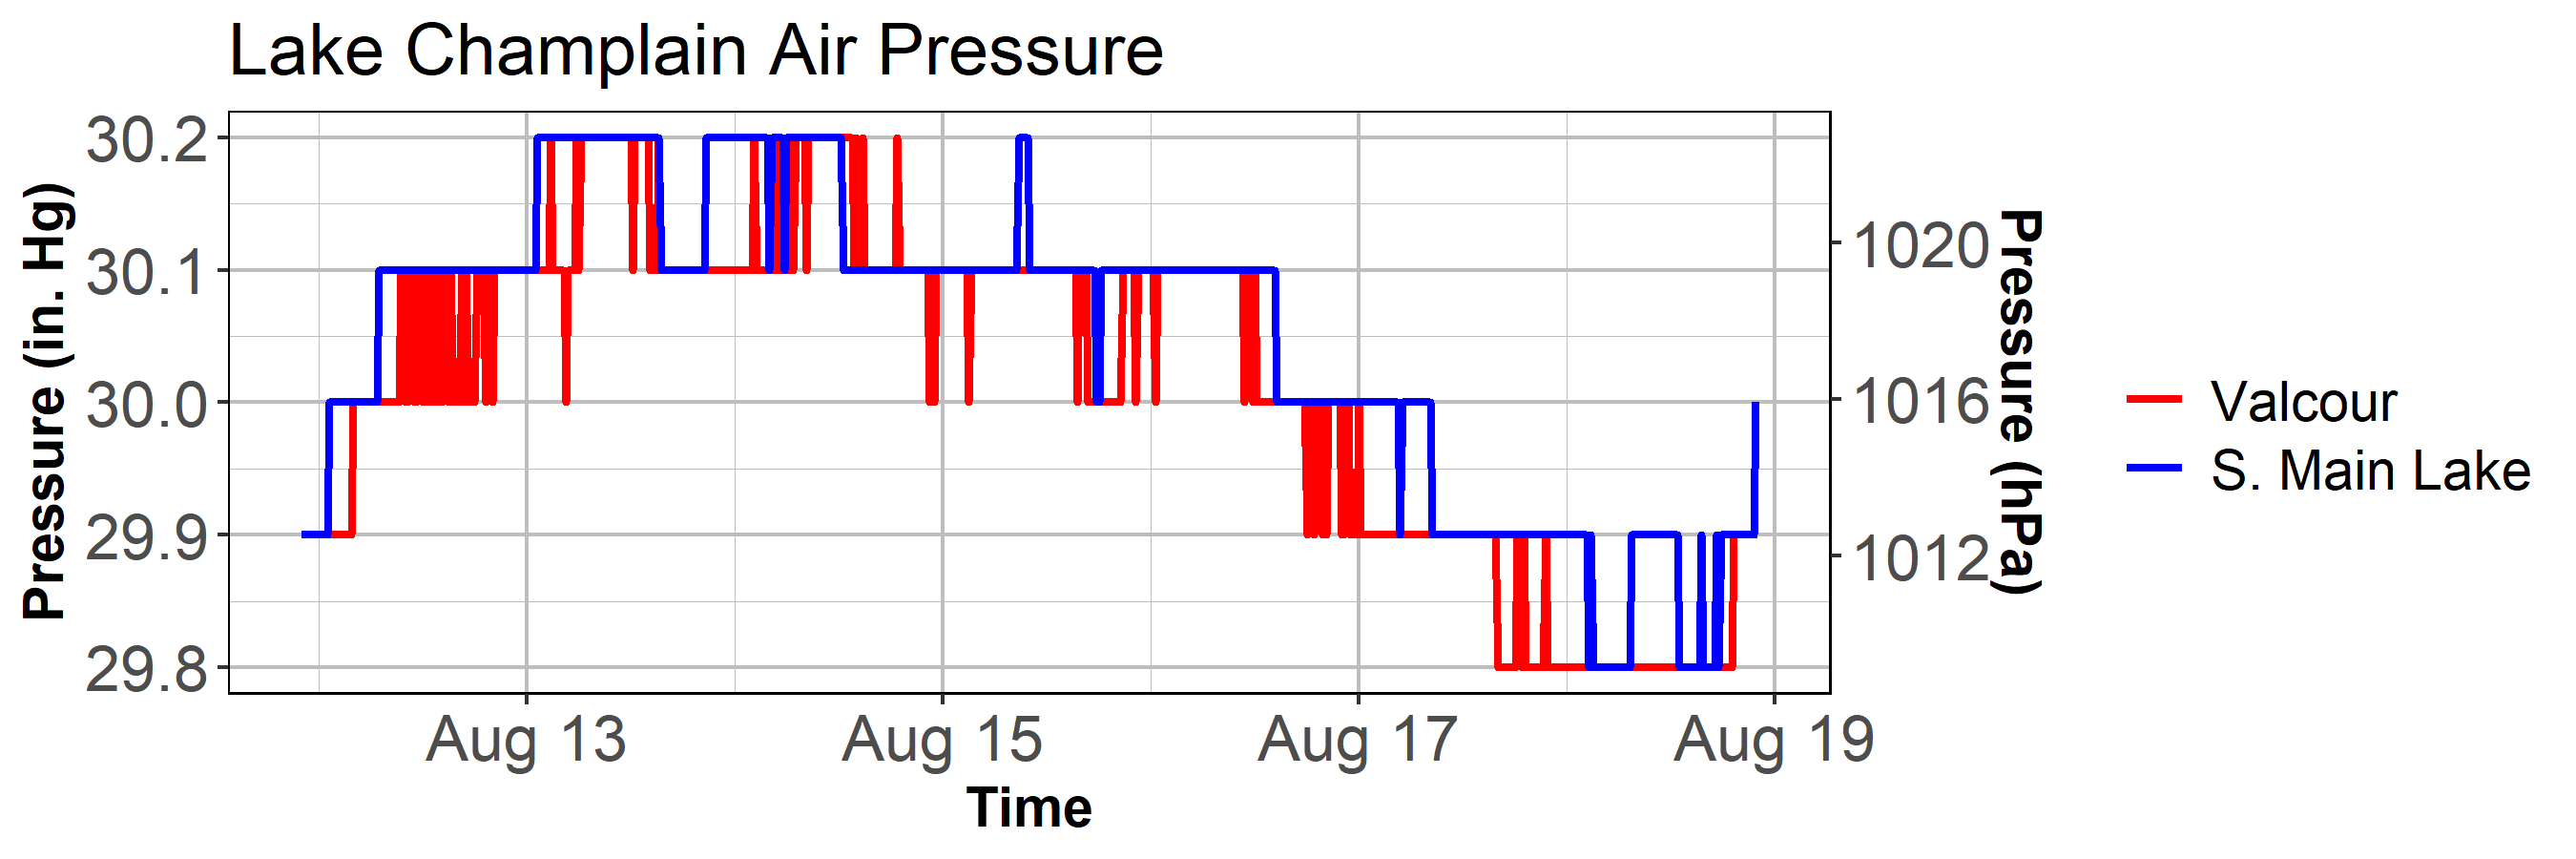 Lake Champlain Air Pressure
30.2
30.1
30.0
29.9
29.8
Pressure (in. Hg)
1020
1016
1012
Pressure (hPa)
Aug 13
Aug 15
Aug 17
Aug 19
Time
Valcour
S. Main Lake